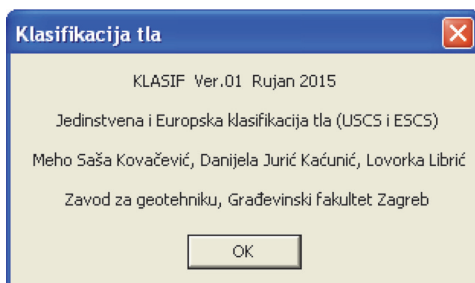 Klasifikacija tla
KLASIF Ver.01 Rujan 2015
Jedinstvena i Europska klasifikacija tla (USCS i ESCS)
Meho Saša Kovačević, Danijela Jurić Kaćunić, Lovorka Librić
Zavod za geotehniku, Građevinski fakultet Zagreb
OK